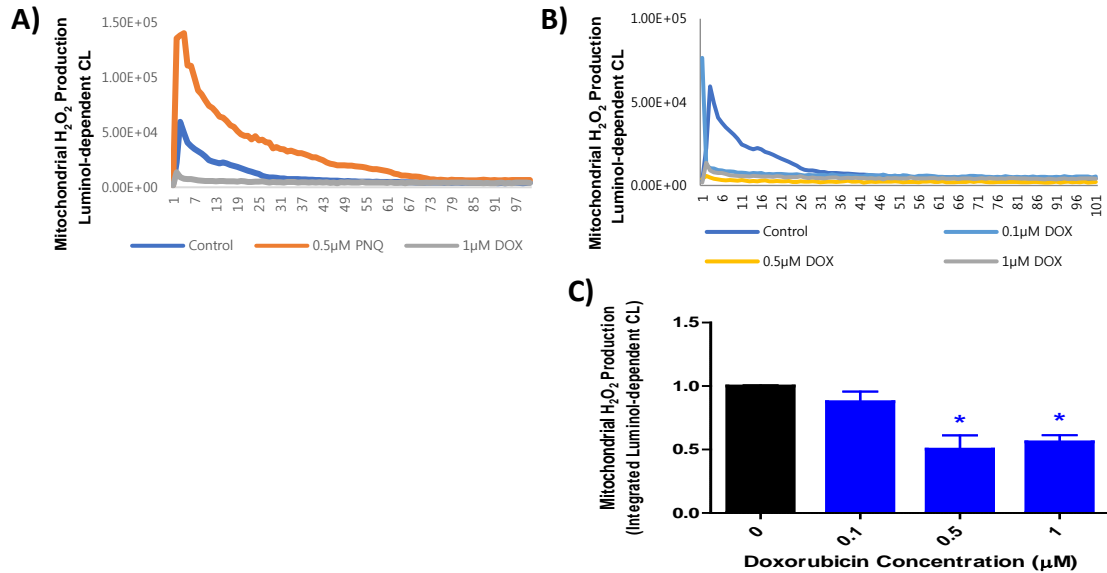 A)
Mitochondrial H₂O₂ Production
Luminol-dependent CL
1.50E+05
1.00E+05
5.00E+04
0.00E+00
1 7 13 19 25 31 37 43 49 55 61 67 73 79 85 91 97
Control 0.5µM PNQ 1µM DOX
B)
Mitochondrial H₂O₂ Production
Luminol-dependent CL
1.00E+05
5.00E+04
0.00E+00
1 6 11 16 21 26 31 36 41 46 51 56 61 66 71 76 81 86 91 96 101
Control 0.1µM DOX
0.5µM DOX 1µM DOX
C)
Mitochondrial H₂O₂ Production
(Integrated Luminol-dependent CL)
1.5
1.0
0.5
0.0
* *
0 0.1 0.5 1
Doxorubicin Concentration (µM)